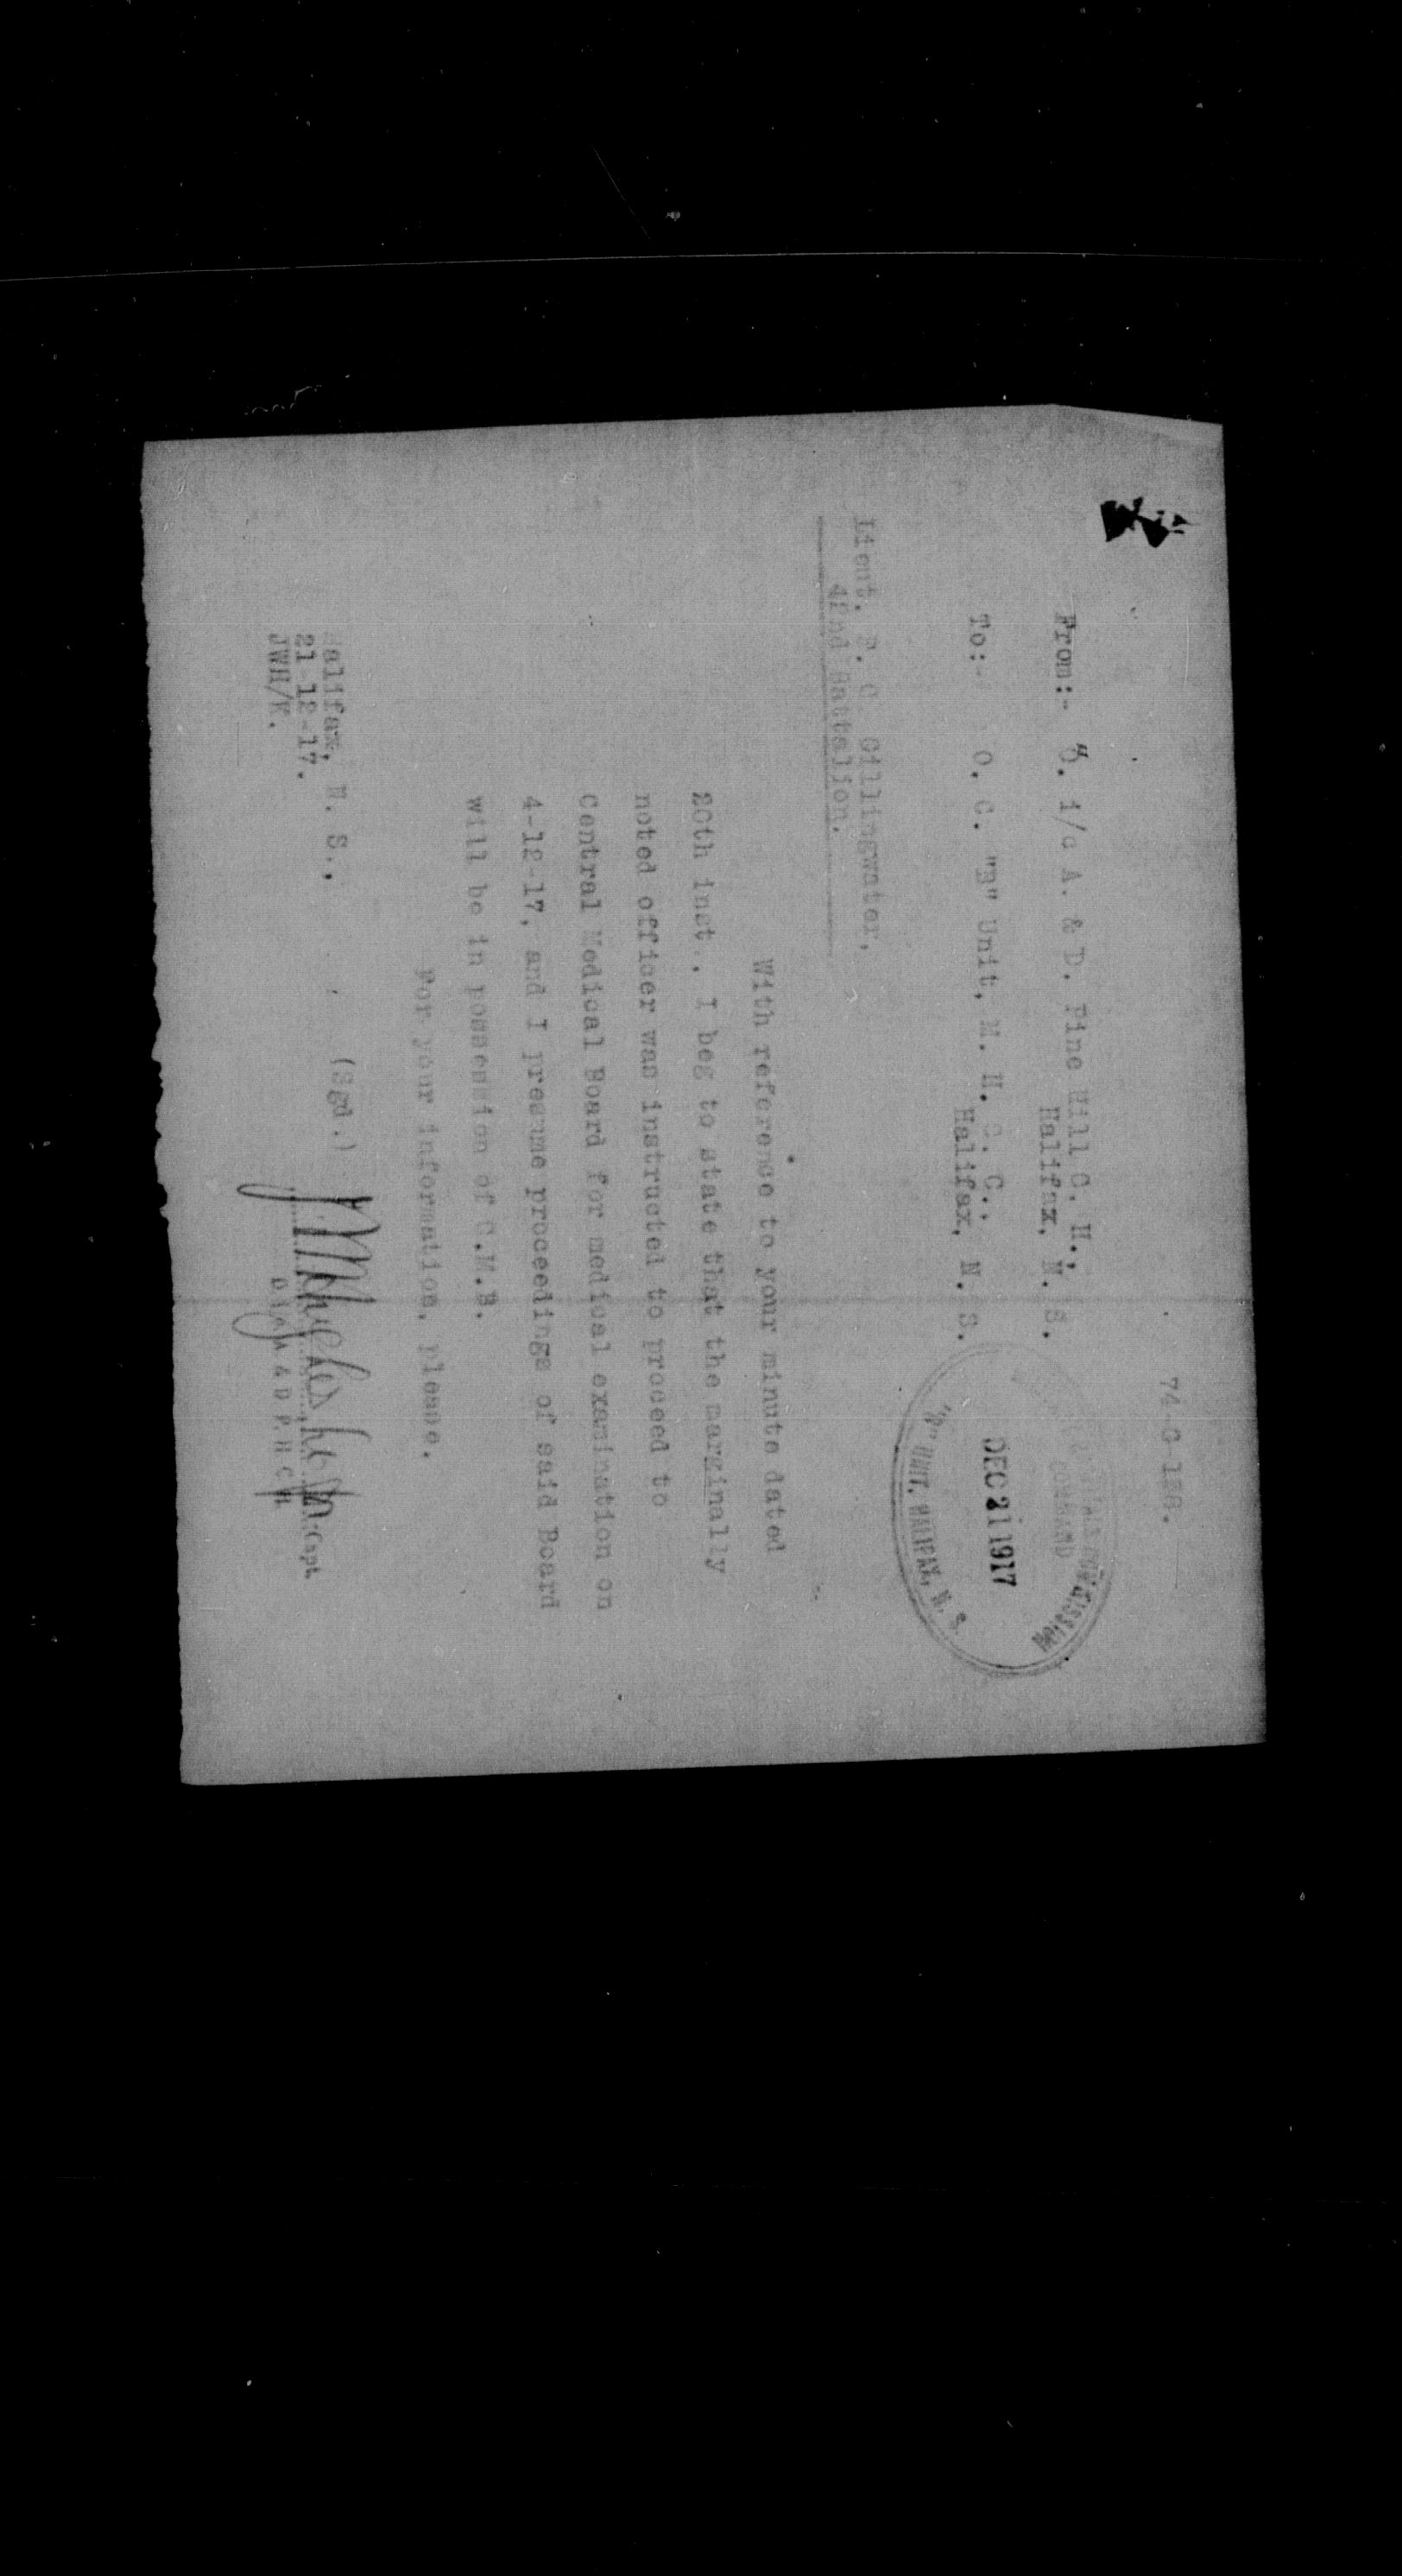 74-G-128.
From:- O. i/c A. & D. Pine Hill C. H.,
Halifax, N. S.
To:- O. C. "B" Unit, M. H. C. C.,
Halifax, N. S.
COMMAND
DEC 21 1917
"B" UNIT, HALIFAX, N. S.
Lieut. F. C. Gillingwater,
42nd Battalion.
With reference to your minute dated
20th inst., I beg to state that the marginally
noted officer was instructed to proceed to
Central Medical Board for medical examination on
4-12-17, and I presume proceedings of said Board
will be in possession of C.M.B.
For your information, please.
Halifax, N. S.,
21-12-17.
JWH/K.
(Sgd.)
Capt.
A & D P. H. C. H